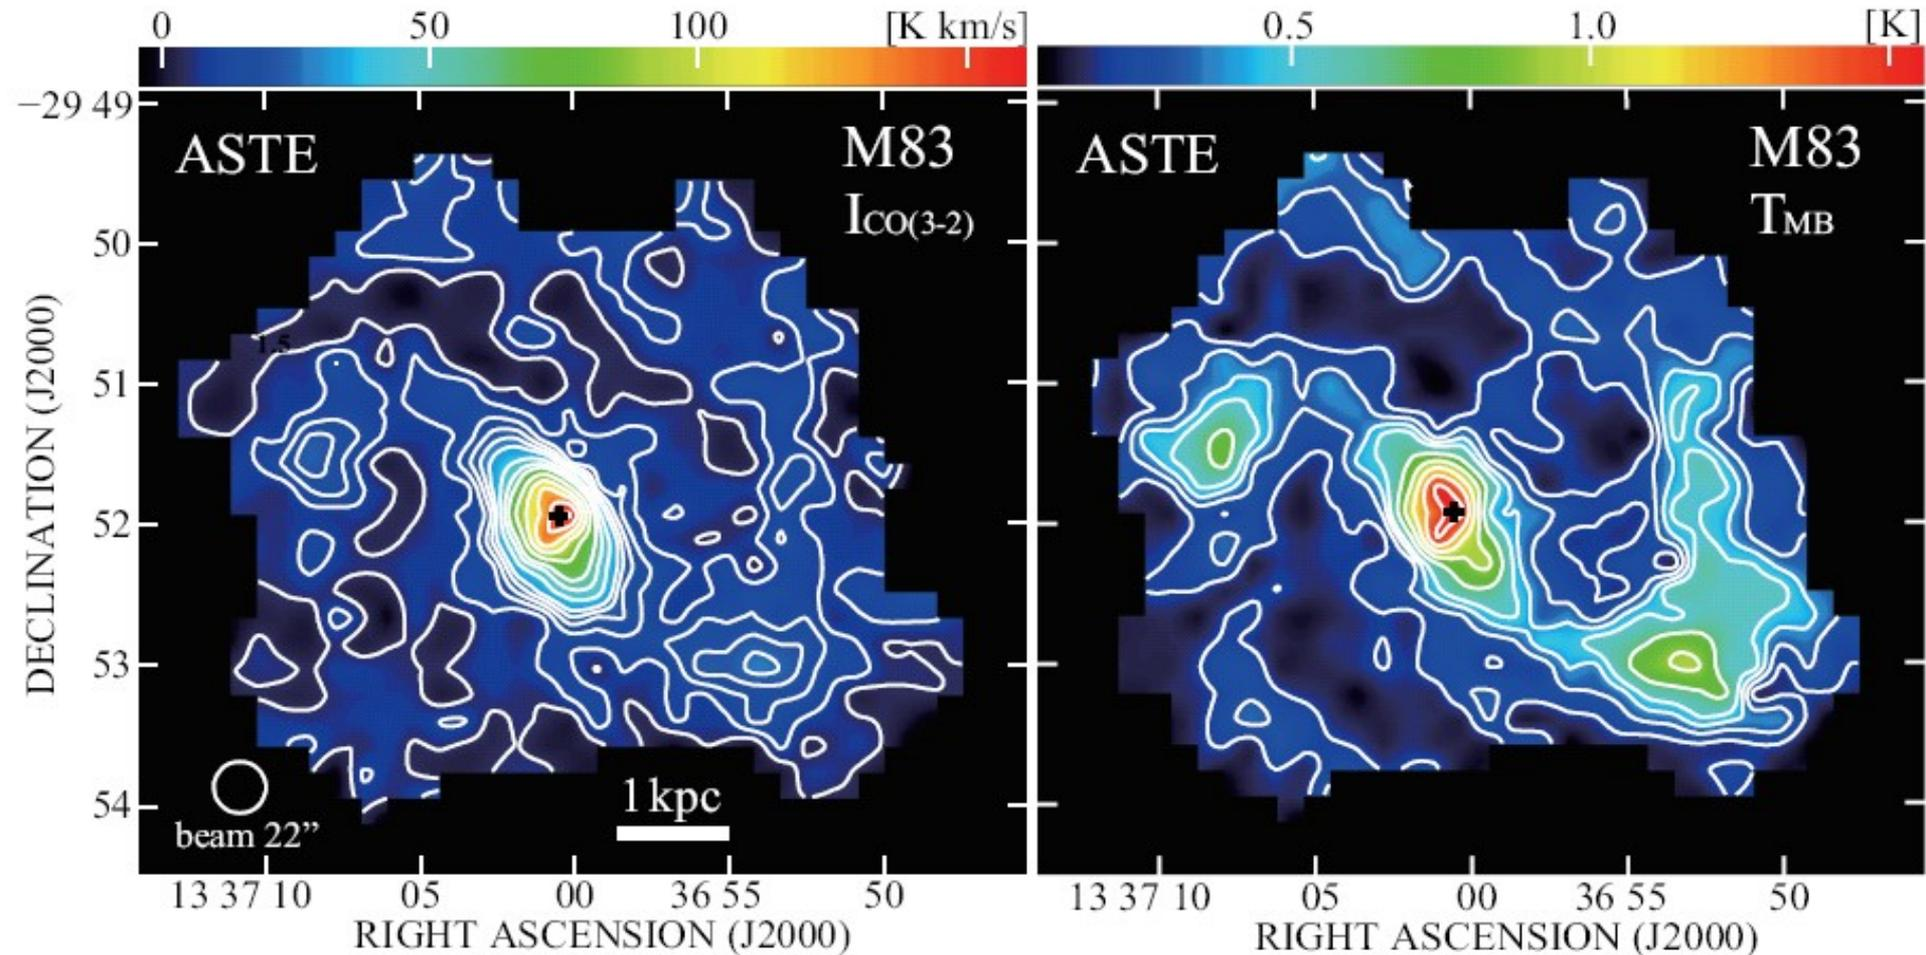 0 50 100 [K km/s]
0.5 1.0 [K]
ASTE
M83
ICO(3-2)
ASTE
M83
TMB
−29 49
50
51
52
53
54
DECLINATION (J2000)
1.5
beam 22”
1 kpc
13 37 10 05 00 36 55 50
RIGHT ASCENSION (J2000)
13 37 10 05 00 36 55 50
RIGHT ASCENSION (J2000)